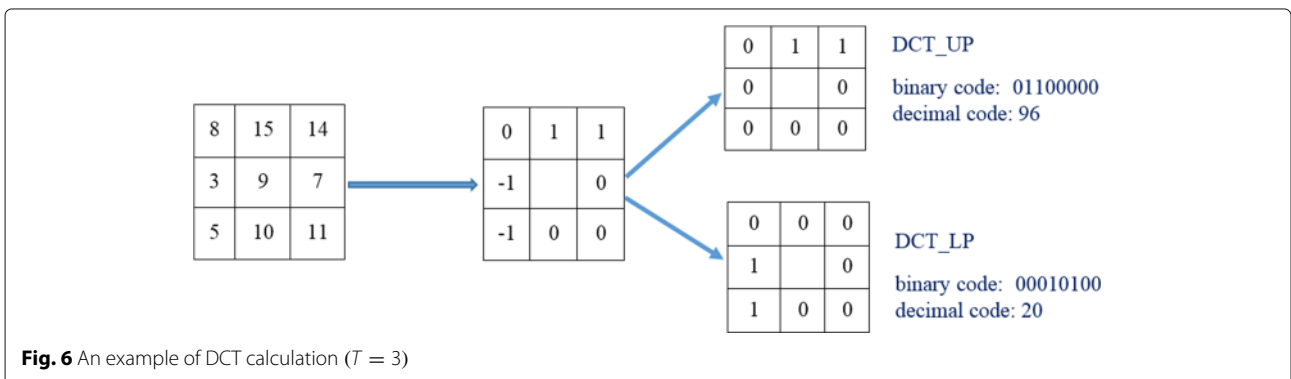 8 15 14
3 9 7
5 10 11
0 1 1
-1 0
-1 0 0
0 1 1
0 0
0 0 0
DCT_UP
binary code: 01100000
decimal code: 96
0 0 0
1 0
1 0 0
DCT_LP
binary code: 00010100
decimal code: 20
Fig. 6 An example of DCT calculation (T = 3)